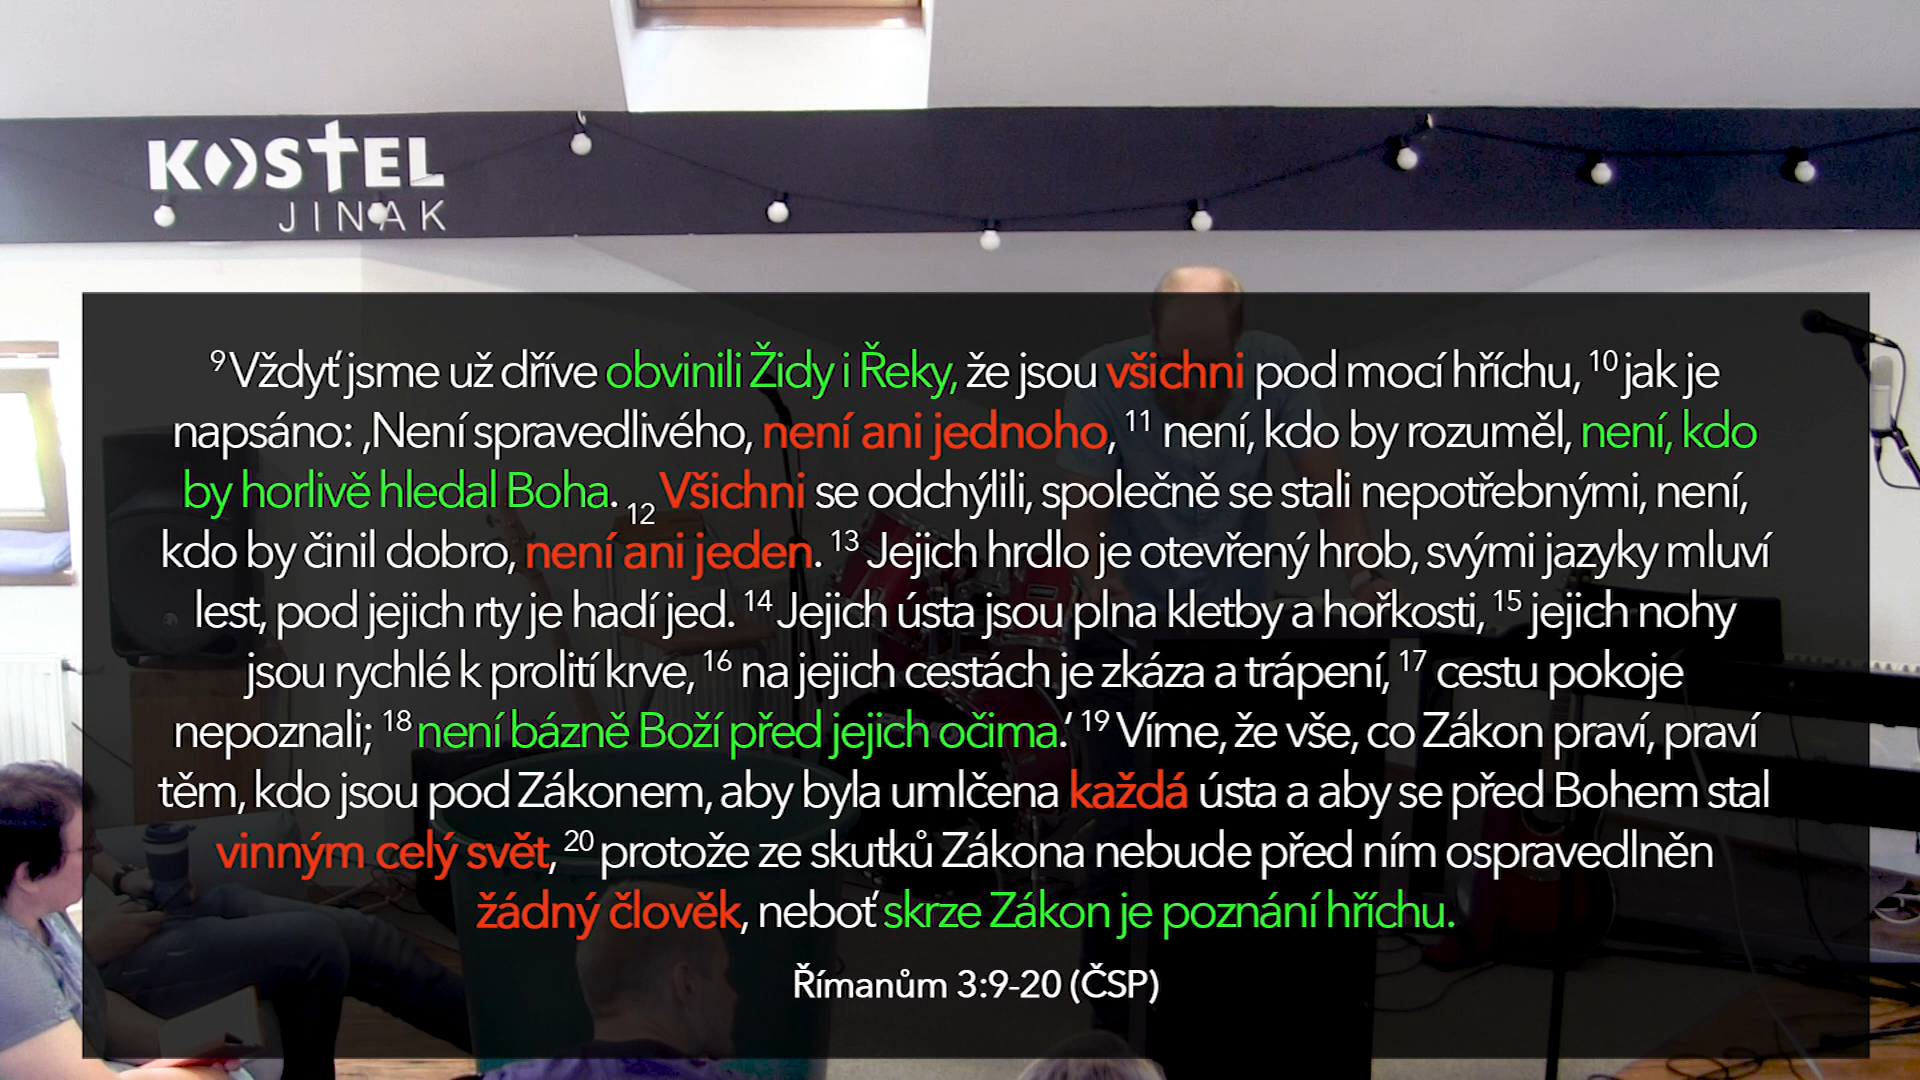 KOSTEL
JINAK
⁹ Vždyť jsme už dříve obvinili Židy i Řeky, že jsou všichni pod mocí hříchu, ¹⁰ jak je
napsáno: ‚Není spravedlivého, není ani jednoho, ¹¹ není, kdo by rozuměl, není, kdo
by horlivě hledal Boha. ₁₂ Všichni se odchýlili, společně se stali nepotřebnými, není,
kdo by činil dobro, není ani jeden. ¹³ Jejich hrdlo je otevřený hrob, svými jazyky mluví
lest, pod jejich rty je hadí jed. ¹⁴ Jejich ústa jsou plna kletby a hořkosti, ¹⁵ jejich nohy
jsou rychlé k prolití krve, ¹⁶ na jejich cestách je zkáza a trápení, ¹⁷ cestu pokoje
nepoznali; ¹⁸ není bázně Boží před jejich očima.‘ ¹⁹ Víme, že vše, co Zákon praví, praví
těm, kdo jsou pod Zákonem, aby byla umlčena každá ústa a aby se před Bohem stal
vinným celý svět, ²⁰ protože ze skutků Zákona nebude před ním ospravedlněn
žádný člověk, neboť skrze Zákon je poznání hříchu.
Římanům 3:9-20 (ČSP)